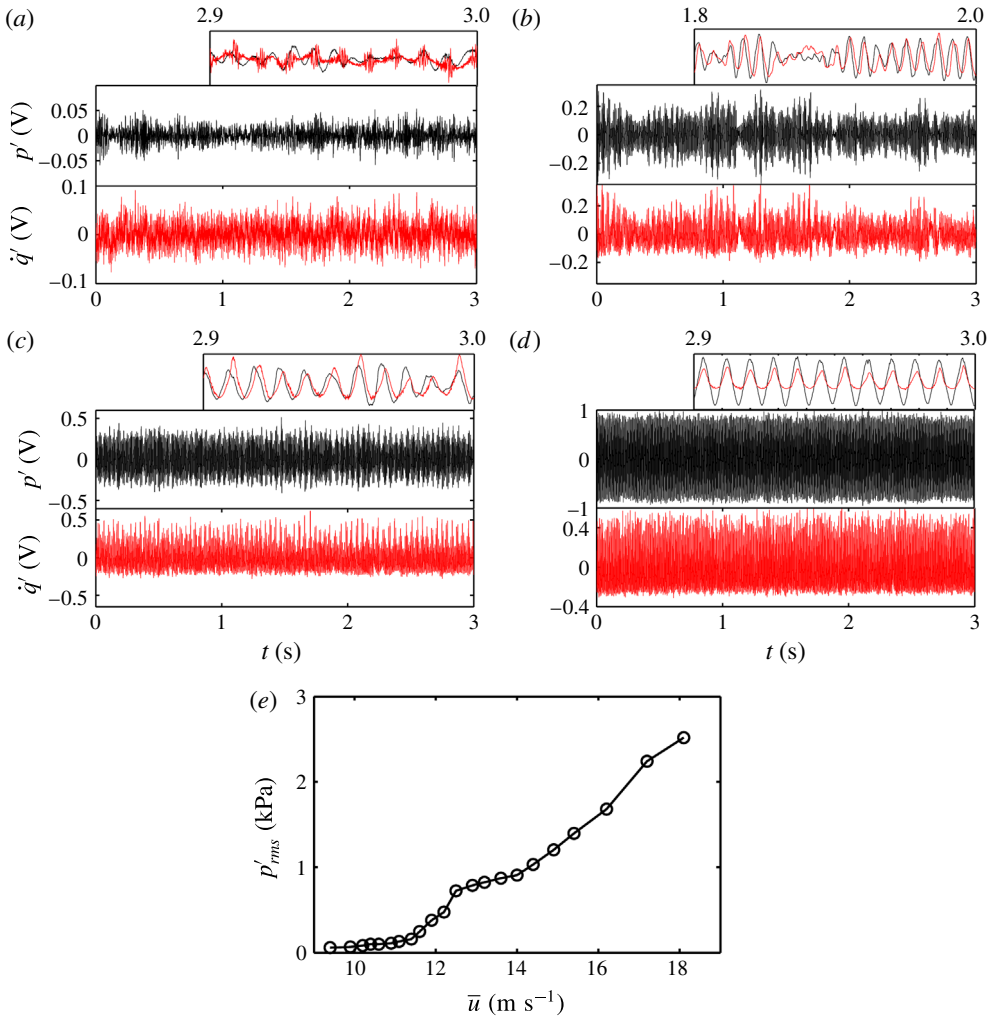 (a) 2.9 3.0
0.05
0
−0.05
p′ (V)
0.1
0
−0.1
q̇′ (V)
0 1 2 3
(b) 1.8 2.0
0.2
0
−0.2
0.2
0
−0.2
0 1 2 3
(c) 2.9 3.0
0.5
0
−0.5
p′ (V)
0.5
0
−0.5
q̇′ (V)
0 1 2 3
t (s)
(d) 2.9 3.0
1
0
−1
0.4
0
−0.4
0 1 2 3
t (s)
(e)
3
2
1
0
p′rms (kPa)
10 12 14 16 18
u̅ (m s⁻¹)